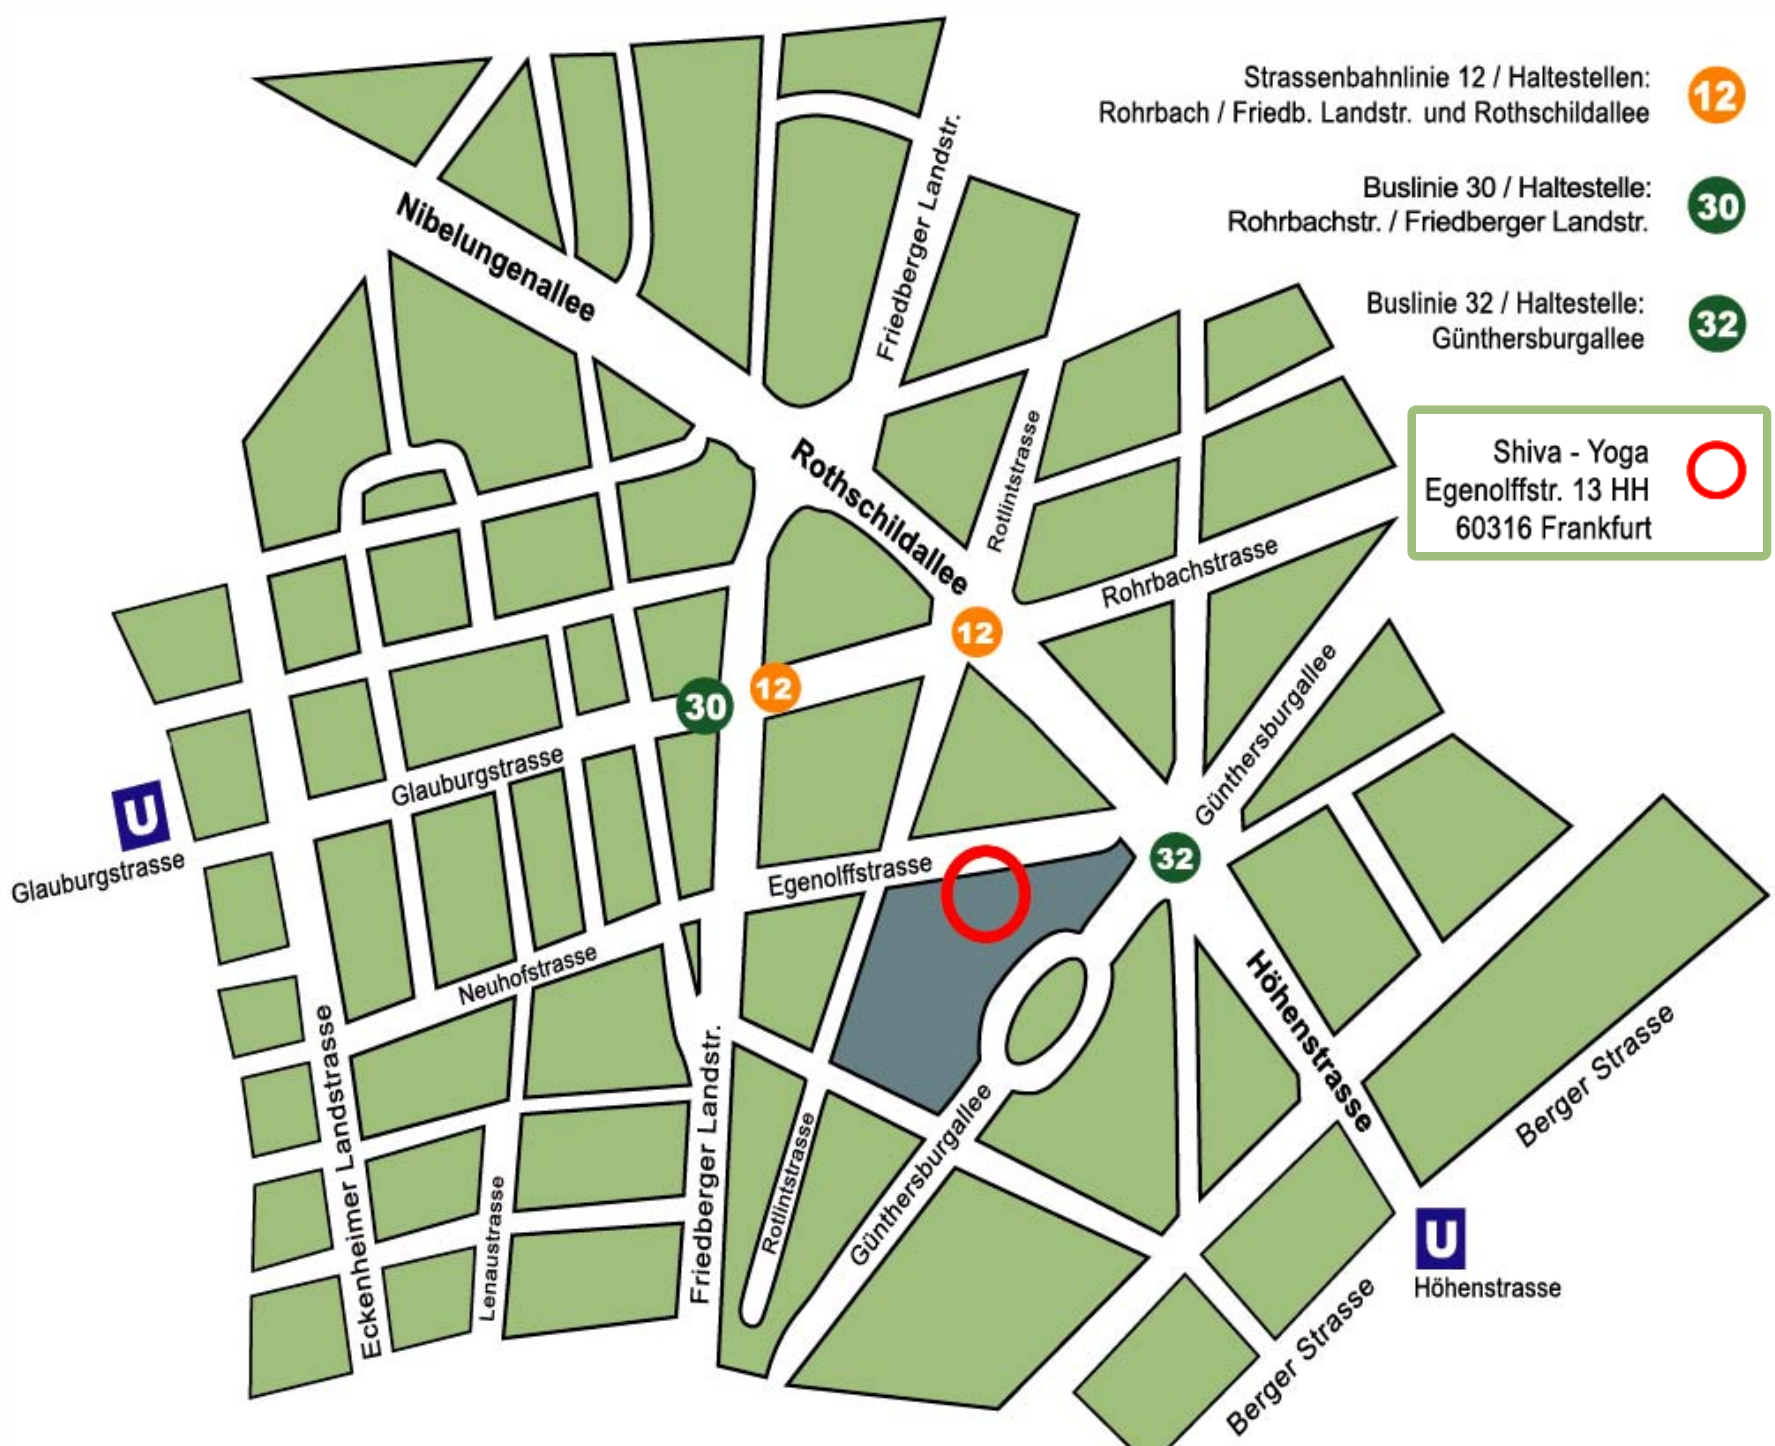 Strassenbahnlinie 12 / Haltestellen:
Rohrbach / Friedb. Landstr. und Rothschildallee
12
Buslinie 30 / Haltestelle:
Rohrbachstr. / Friedberger Landstr.
30
Buslinie 32 / Haltestelle:
Günthersburgallee
32
Shiva - Yoga
Egenolffstr. 13 HH
60316 Frankfurt
Nibelungenallee
Friedberger Landstr.
Rothschildallee
Rotlintstrasse
Rohrbachstrasse
12
12
30
Günthersburgallee
Glauburgstrasse
U
Glauburgstrasse
Egenolffstrasse
32
Neuhofstrasse
Höhenstrasse
Eckenheimer Landstrasse
Lenaustrasse
Friedberger Landstr.
Rotlintstrasse
Günthersburgallee
Berger Strasse
U
Höhenstrasse
Berger Strasse